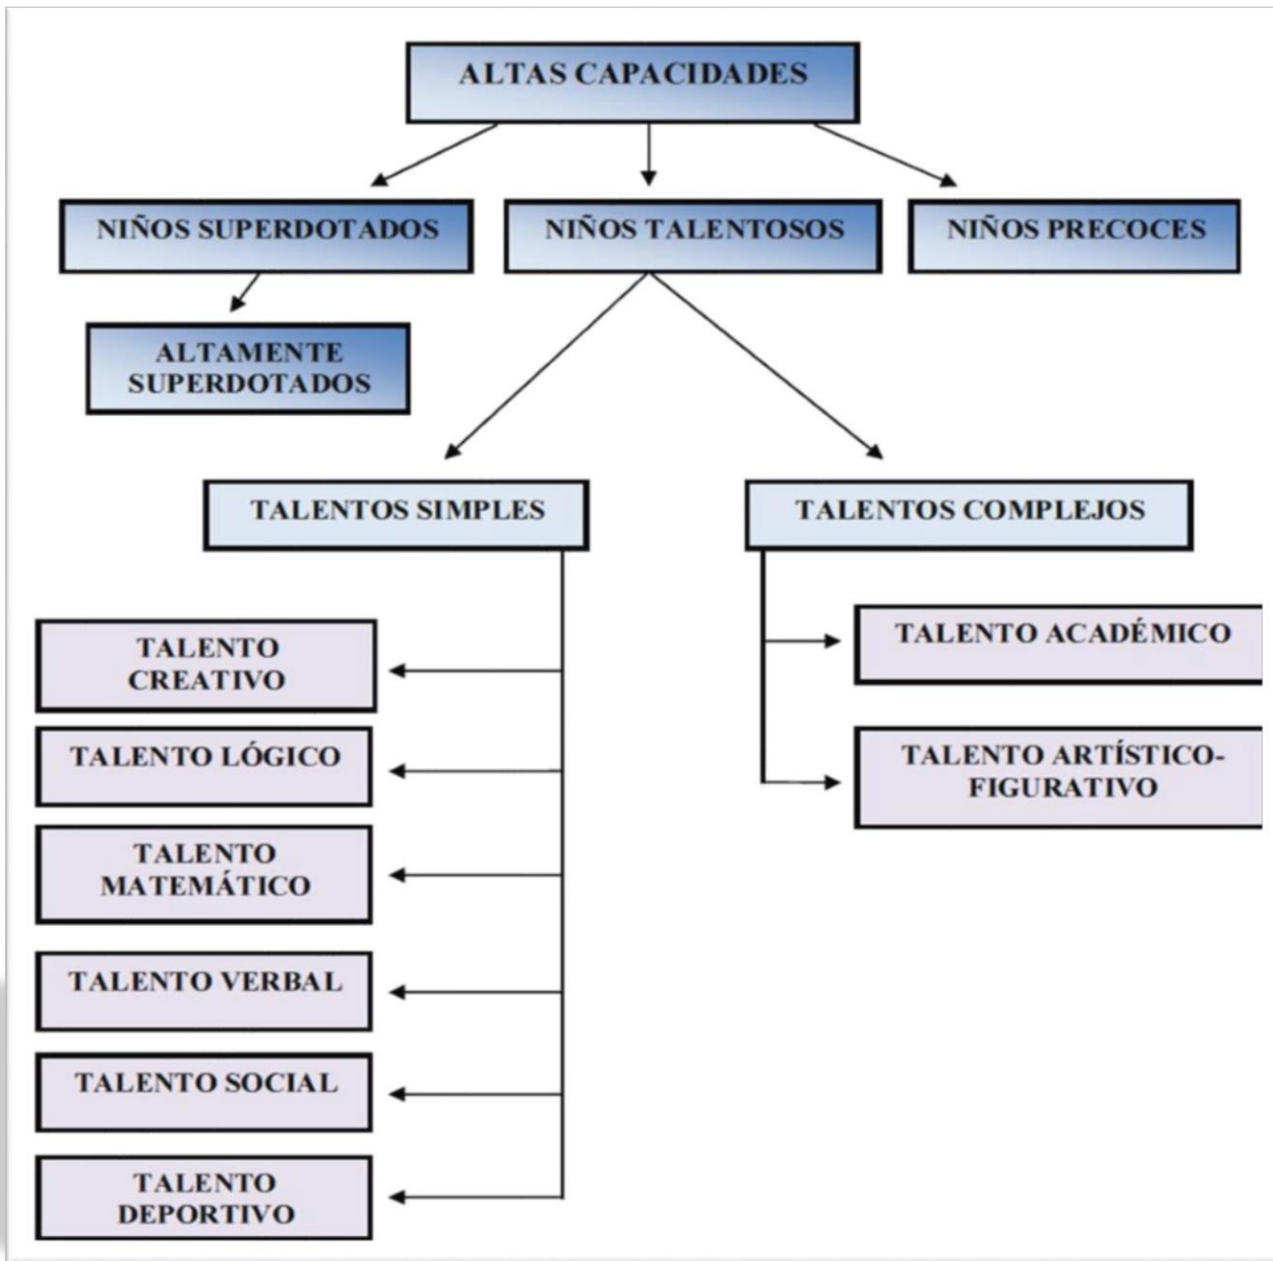 ALTAS CAPACIDADES
NIÑOS SUPERDOTADOS
NIÑOS TALENTOSOS
NIÑOS PRECOCES
ALTAMENTE
SUPERDOTADOS
TALENTOS SIMPLES
TALENTOS COMPLEJOS
TALENTO
CREATIVO
TALENTO LÓGICO
TALENTO
MATEMÁTICO
TALENTO VERBAL
TALENTO SOCIAL
TALENTO
DEPORTIVO
TALENTO ACADÉMICO
TALENTO ARTÍSTICO-
FIGURATIVO